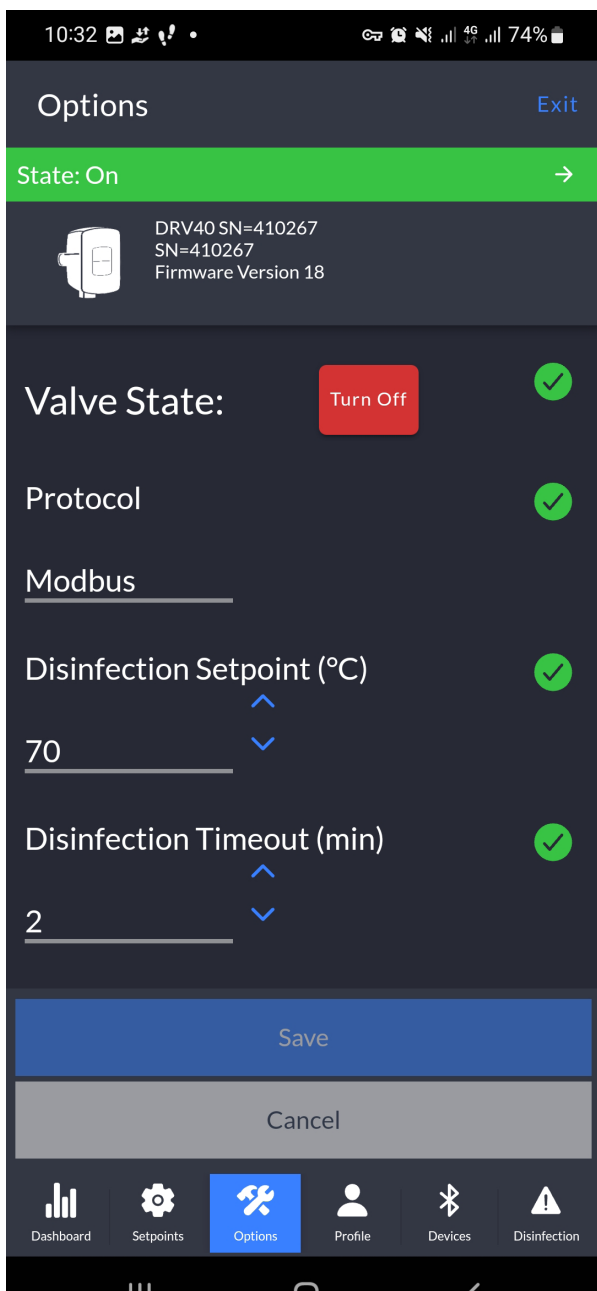 10:32
4G
74%
Options
Exit
State: On
DRV40 SN=410267
SN=410267
Firmware Version 18
Valve State:
Turn Off
Protocol
Modbus
Disinfection Setpoint (°C)
70
Disinfection Timeout (min)
2
Save
Cancel
Dashboard
Setpoints
Options
Profile
Devices
Disinfection